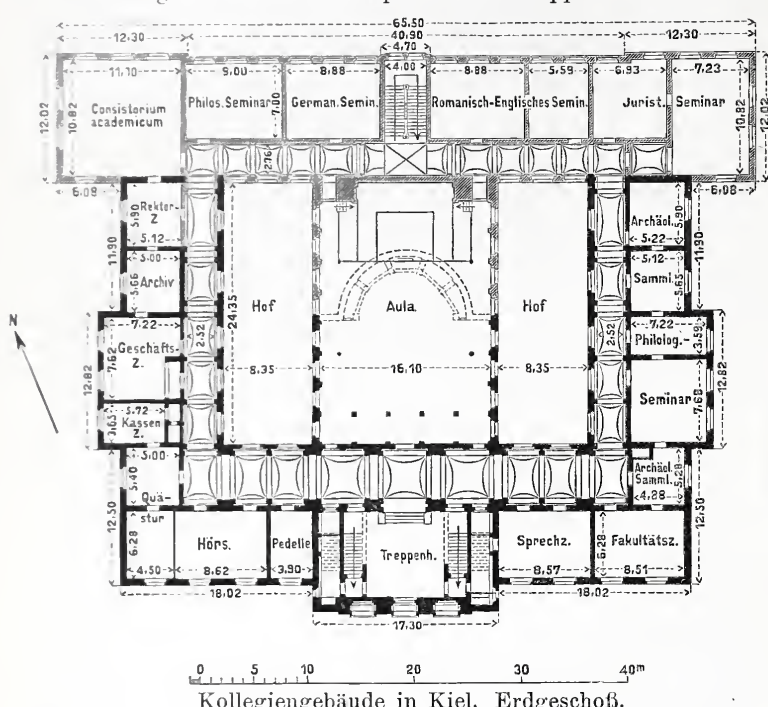 65,50
12,30 40,90 12,30
4,70
11,10 9,00 8,88 4,00 8,88 5,59 6,93 7,23
12,02 10,82 Consistorium academicum Philos. Seminar 7,00 German. Semin. Romanisch-Englisches Semin. Jurist. Seminar 10,82 12,02
2,76
6,08 6,08
11,90 Rektor-Z 5,90 5,12 Archäol. 5,90 5,22 11,90
5,00 5,66 Archiv 5,12 Samml. 5,65
Hof 24,35 Aula. Hof
N
7,22 Geschäfts-Z. 7,62 2,52 2,52 7,22 Philolog.- 3,59
12,82 8,35 16,10 8,35 12,82
5,72 Kassen Z. 3,65 Seminar 7,68
5,00 5,40 Quä-stur Archäol. Samml. 5,28 4,28
12,50 6,28 4,50 Hörs. 8,62 Pedelle 3,90 Treppenh. Sprechz. 8,57 6,28 Fakultätsz. 8,51 12,50
18,02 18,02
17,30
0 5 10 20 30 40m
Kollegiengebäude in Kiel. Erdgeschoß.